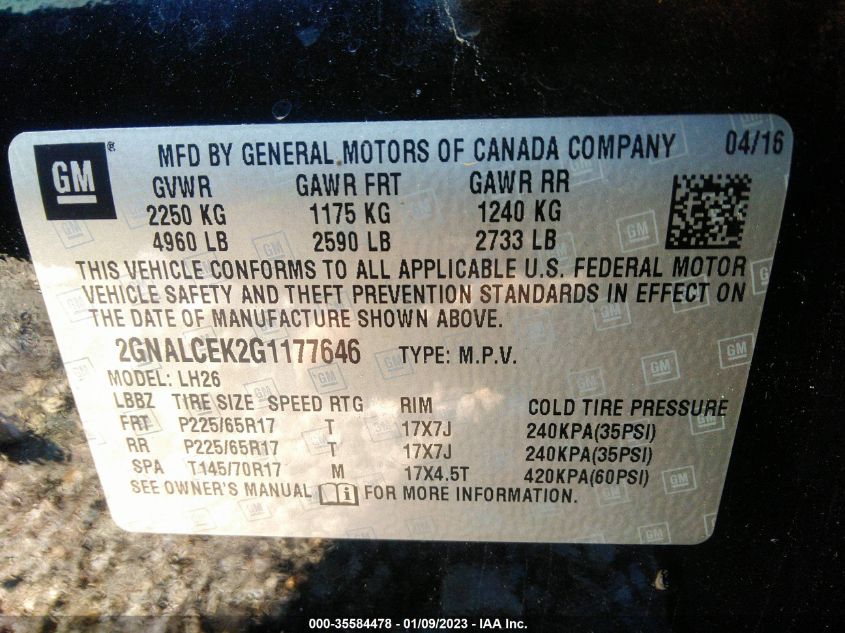 GM ® MFD BY GENERAL MOTORS OF CANADA COMPANY 04/16
GVWR GAWR FRT GAWR RR
2250 KG 1175 KG 1240 KG
4960 LB 2590 LB 2733 LB
THIS VEHICLE CONFORMS TO ALL APPLICABLE U.S. FEDERAL MOTOR
VEHICLE SAFETY AND THEFT PREVENTION STANDARDS IN EFFECT ON
THE DATE OF MANUFACTURE SHOWN ABOVE.
2GNALCEK2G1177646 TYPE: M.P.V.
MODEL: LH26
LBBZ TIRE SIZE SPEED RTG RIM COLD TIRE PRESSURE
FRT P225/65R17 T 17X7J 240KPA(35PSI)
RR P225/65R17 T 17X7J 240KPA(35PSI)
SPA T145/70R17 M 17X4.5T 420KPA(60PSI)
SEE OWNER'S MANUAL FOR MORE INFORMATION.
000-35584478 - 01/09/2023 - IAA Inc.